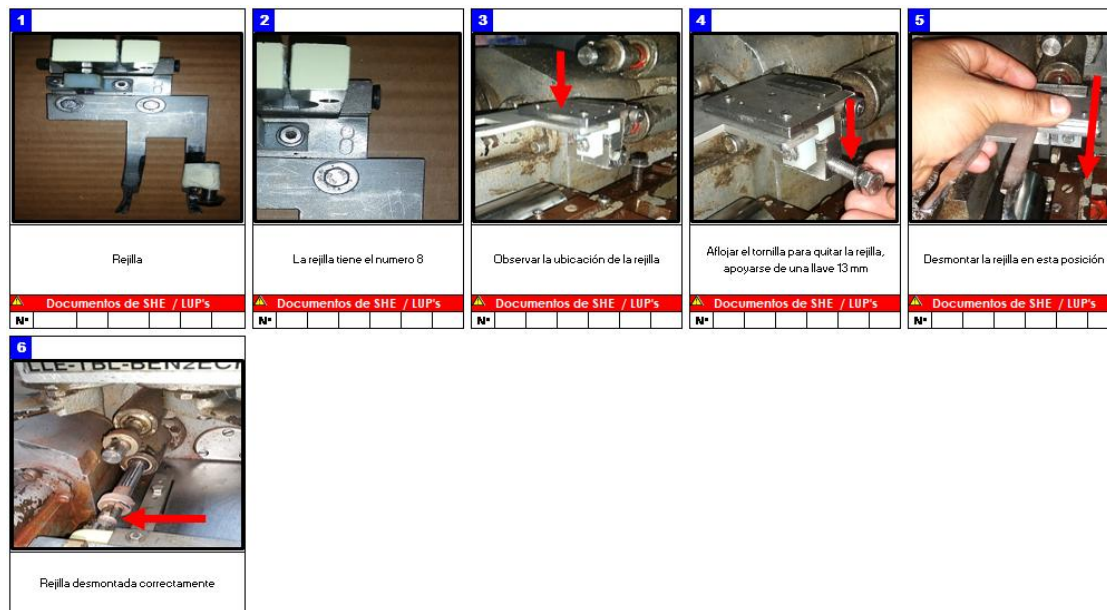 1
2
3
4
5
8
Rejilla
La rejilla tiene el numero 8
Observar la ubicación de la rejilla
Aflojar el tornilla para quitar la rejilla,
apoyarse de una llave 13 mm
Desmontar la rejilla en esta posición
Documentos de SHE / LUP's
Documentos de SHE / LUP's
Documentos de SHE / LUP's
Documentos de SHE / LUP's
Documentos de SHE / LUP's
N°
N°
N°
N°
N°
6
Rejilla desmontada correctamente